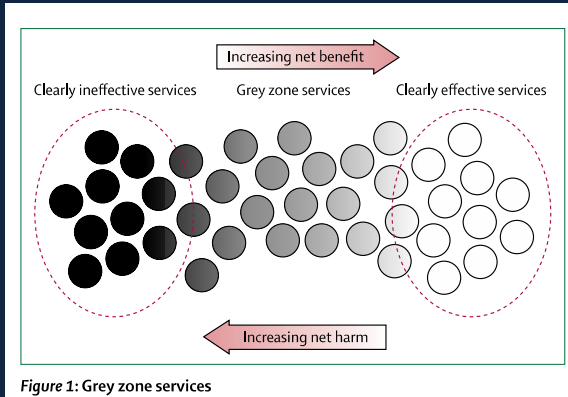 Increasing net benefit
Clearly ineffective services
Grey zone services
Clearly effective services
Increasing net harm
Figure 1: Grey zone services